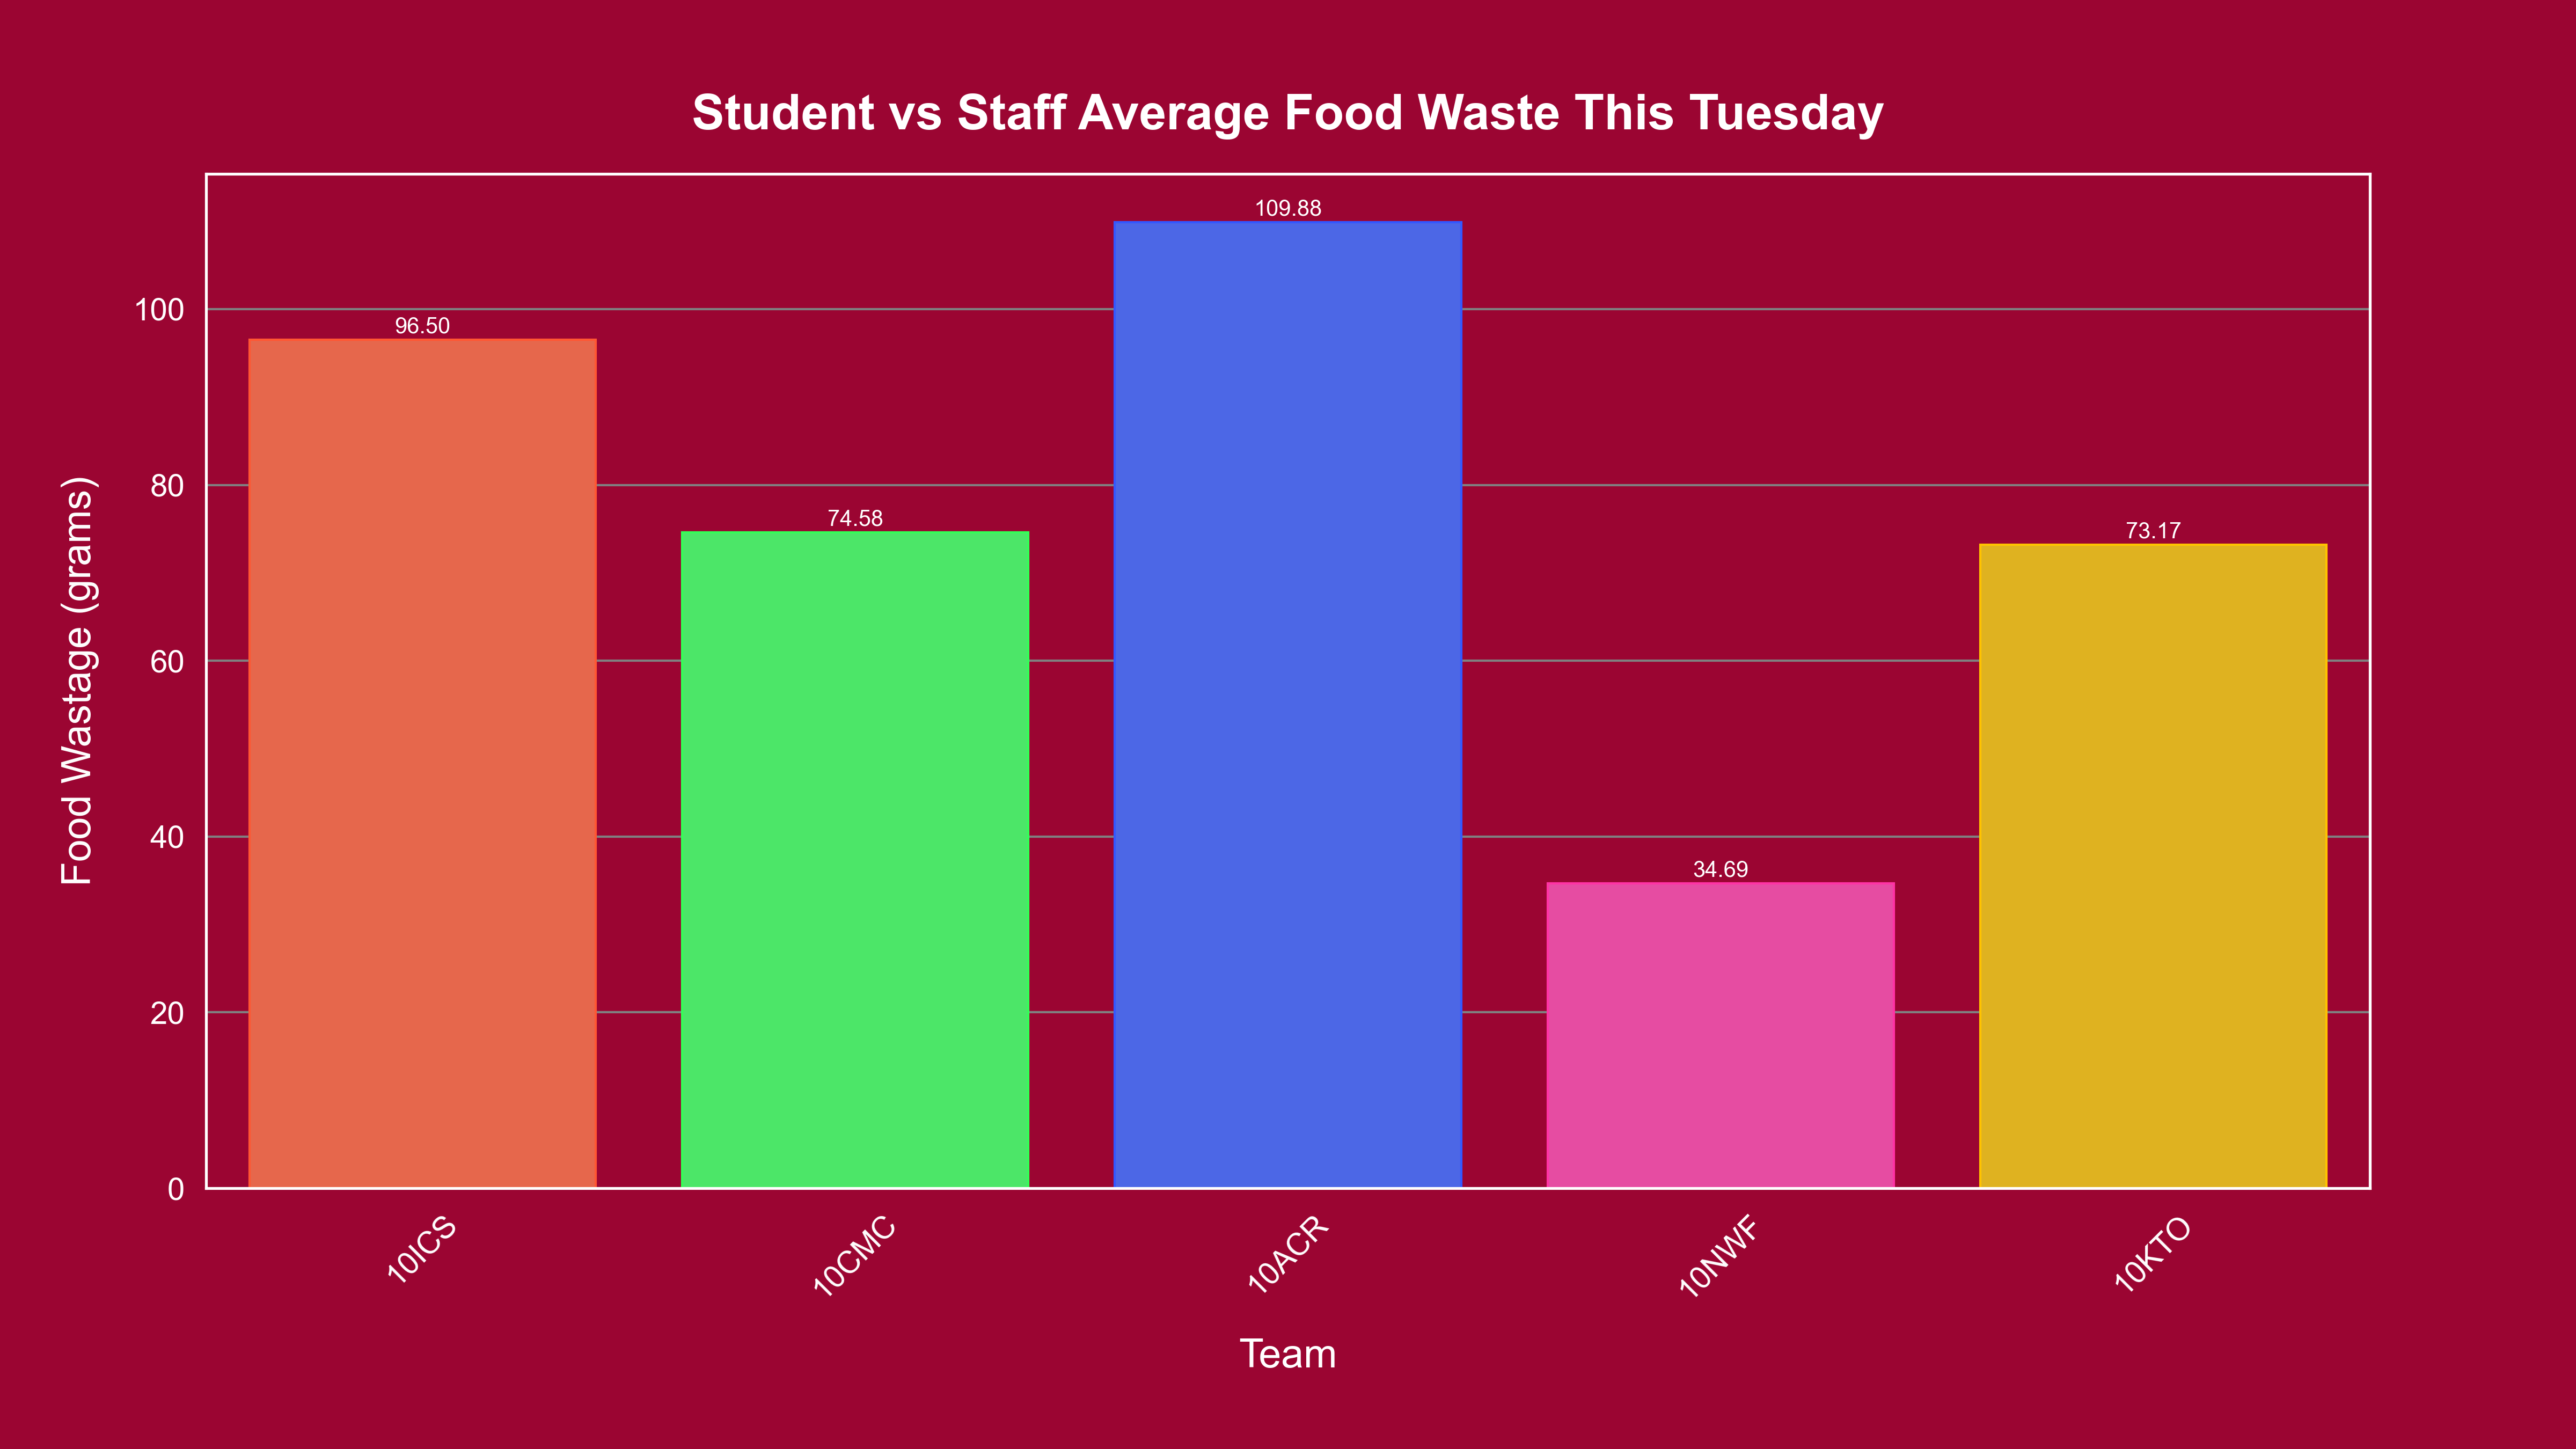 Student vs Staff Average Food Waste This Tuesday
Food Wastage (grams)
100
80
60
40
20
0
96.50
74.58
109.88
34.69
73.17
10ICS
10CMC
10ACR
10NWF
10KTO
Team